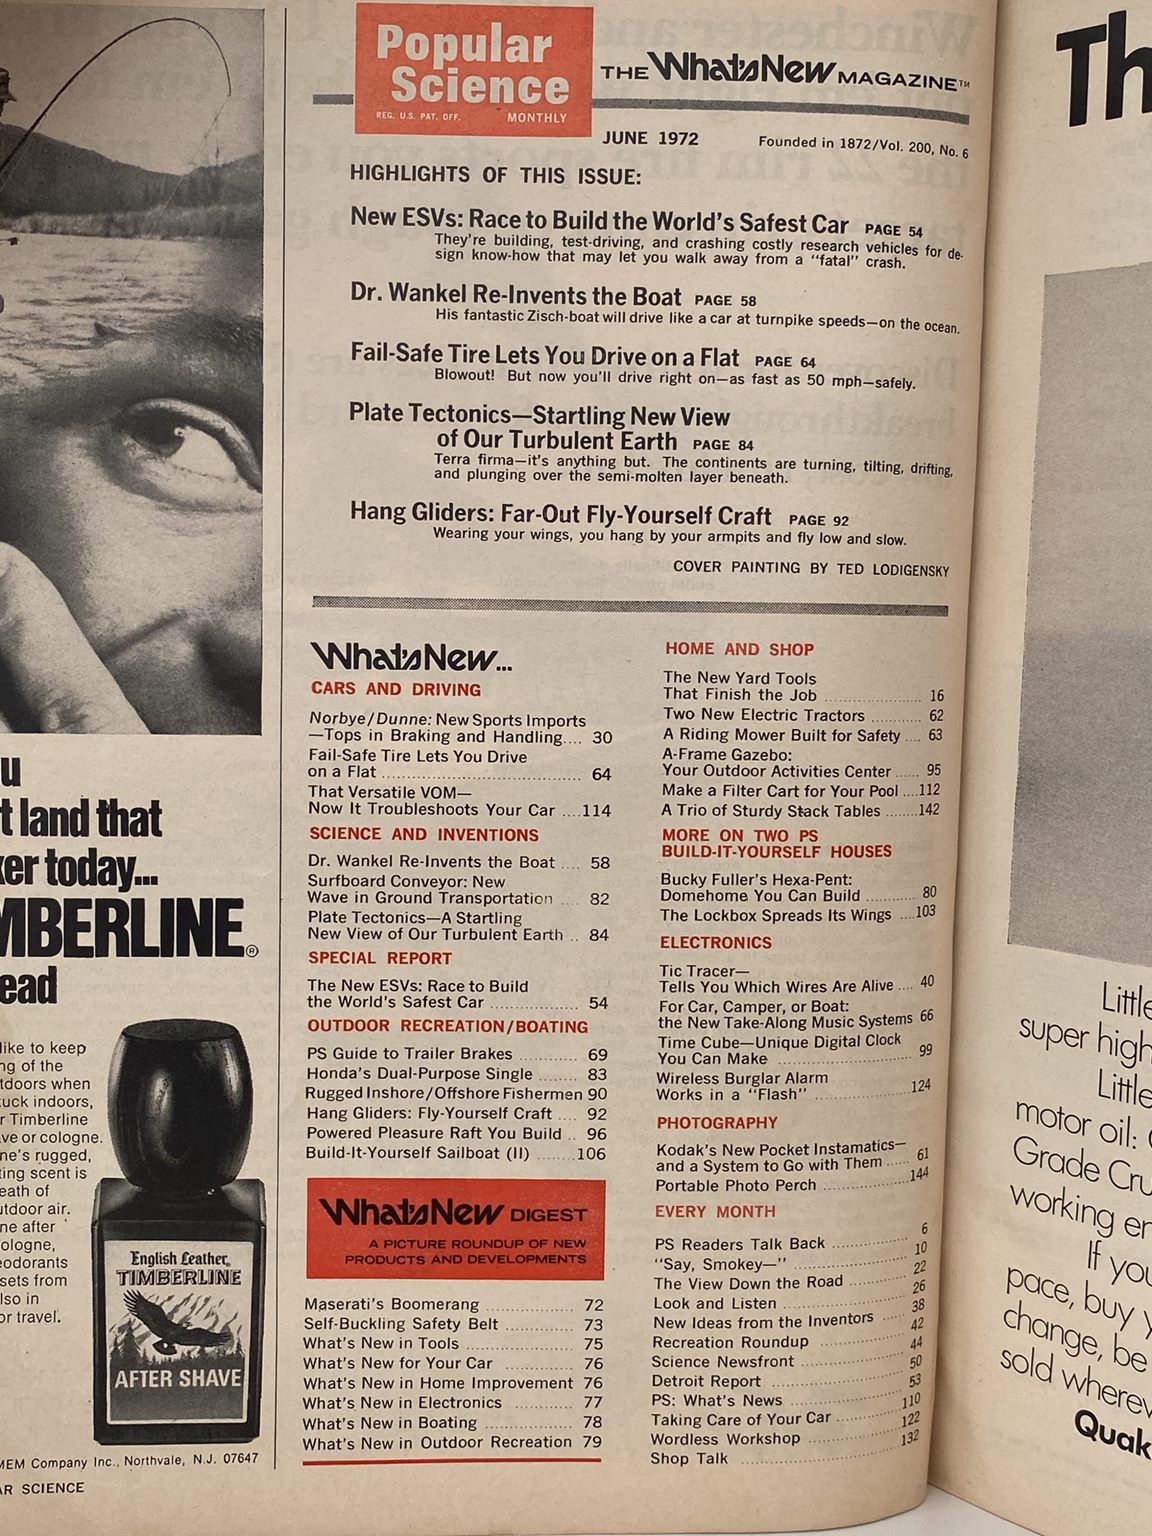 Popular
Science
REG. U.S. PAT. OFF. MONTHLY
THE What's New MAGAZINE™
JUNE 1972 Founded in 1872/Vol. 200, No. 6
HIGHLIGHTS OF THIS ISSUE:
New ESVs: Race to Build the World's Safest Car PAGE 54
They're building, test-driving, and crashing costly research vehicles for de-
sign know-how that may let you walk away from a "fatal" crash.
Dr. Wankel Re-Invents the Boat PAGE 58
His fantastic Zisch-boat will drive like a car at turnpike speeds—on the ocean.
Fail-Safe Tire Lets You Drive on a Flat PAGE 64
Blowout! But now you'll drive right on—as fast as 50 mph—safely.
Plate Tectonics—Startling New View
of Our Turbulent Earth PAGE 84
Terra firma—it's anything but. The continents are turning, tilting, drifting,
and plunging over the semi-molten layer beneath.
Hang Gliders: Far-Out Fly-Yourself Craft PAGE 92
Wearing your wings, you hang by your armpits and fly low and slow.
COVER PAINTING BY TED LODIGENSKY
What's New...
CARS AND DRIVING
Norbye/Dunne: New Sports Imports
—Tops in Braking and Handling.... 30
Fail-Safe Tire Lets You Drive
on a Flat ................................ 64
That Versatile VOM—
Now It Troubleshoots Your Car ....114
SCIENCE AND INVENTIONS
Dr. Wankel Re-Invents the Boat .... 58
Surfboard Conveyor: New
Wave in Ground Transportation .... 82
Plate Tectonics—A Startling
New View of Our Turbulent Earth .. 84
SPECIAL REPORT
The New ESVs: Race to Build
the World's Safest Car ............... 54
OUTDOOR RECREATION/BOATING
PS Guide to Trailer Brakes ........... 69
Honda's Dual-Purpose Single ........ 83
Rugged Inshore/Offshore Fishermen 90
Hang Gliders: Fly-Yourself Craft .... 92
Powered Pleasure Raft You Build .. 96
Build-It-Yourself Sailboat (II) .......106
What's New DIGEST
A PICTURE ROUNDUP OF NEW
PRODUCTS AND DEVELOPMENTS
Maserati's Boomerang ................. 72
Self-Buckling Safety Belt .............. 73
What's New in Tools .................... 75
What's New for Your Car .............. 76
What's New in Home Improvement 76
What's New in Electronics ............ 77
What's New in Boating ................. 78
What's New in Outdoor Recreation 79
HOME AND SHOP
The New Yard Tools
That Finish the Job .................... 16
Two New Electric Tractors ........... 62
A Riding Mower Built for Safety .... 63
A-Frame Gazebo:
Your Outdoor Activities Center ...... 95
Make a Filter Cart for Your Pool ....112
A Trio of Sturdy Stack Tables ........142
MORE ON TWO PS
BUILD-IT-YOURSELF HOUSES
Bucky Fuller's Hexa-Pent:
Domehome You Can Build ........... 80
The Lockbox Spreads Its Wings ....103
ELECTRONICS
Tic Tracer—
Tells You Which Wires Are Alive .... 40
For Car, Camper, or Boat:
the New Take-Along Music Systems 66
Time Cube—Unique Digital Clock
You Can Make ........................... 99
Wireless Burglar Alarm
Works in a "Flash" .....................124
PHOTOGRAPHY
Kodak's New Pocket Instamatics—
and a System to Go with Them ...... 61
Portable Photo Perch ..................144
EVERY MONTH
PS Readers Talk Back .................. 6
"Say, Smokey—" ........................ 10
The View Down the Road ............. 22
Look and Listen ......................... 26
New Ideas from the Inventors ....... 38
Recreation Roundup ................... 42
Science Newsfront ...................... 44
Detroit Report ........................... 50
PS: What's News ........................ 53
Taking Care of Your Car ..............110
Wordless Workshop ....................122
Shop Talk .................................132
u
t land that
ker today...
MBERLINE®
ead
like to keep
ng of the
tdoors when
uck indoors,
r Timberline
ve or cologne.
ne's rugged,
ting scent is
eath of
utdoor air.
ne after
ologne,
eodorants
sets from
lso in
or travel.
English Leather®
TIMBERLINE
AFTER SHAVE
MEM Company Inc., Northvale, N.J. 07647
AR SCIENCE
Th
Little
super high
Little
motor oil:
Grade Cru
working en
If you
pace, buy y
change, be
sold wherev
Quak